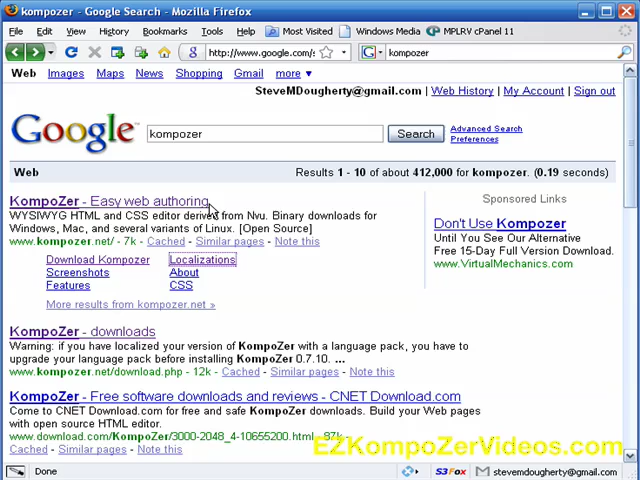 kompozer - Google Search - Mozilla Firefox
File Edit View History Bookmarks Tools Most Visited Windows Media MPLRV cPanel 11
http://www.google.com/s
kompozer
Web Images Maps News Shopping Gmail more ▼
SteveMDougherty@gmail.com | Web History | My Account | Sign out
Google
kompozer
Search
Advanced Search
Preferences
Web
Results 1 - 10 of about 412,000 for kompozer. (0.19 seconds)
KompoZer - Easy web authoring
WYSIWYG HTML and CSS editor derived from Nvu. Binary downloads for
Windows, Mac, and several variants of Linux. [Open Source]
www.kompozer.net/ - 7k - Cached - Similar pages - Note this
Download Kompozer Localizations
Screenshots About
Features CSS
More results from kompozer.net »
Sponsored Links
Don't Use Kompozer
Until You See Our Alternative
Free 15-Day Full Version Download.
www.VirtualMechanics.com
KompoZer - downloads
Warning: if you have localized your version of KompoZer with a language pack, you have to
upgrade your language pack before installing KompoZer 0.7.10. ...
www.kompozer.net/download.php - 12k - Cached - Similar pages - Note this
KompoZer - Free software downloads and reviews - CNET Download.com
Come to CNET Download.com for free and safe KompoZer downloads. Build your Web pages
with open source HTML editor.
www.download.com/KompoZer/3000-2048_4-10655200.html - 87k -
Cached - Similar pages - Note this
EZKompoZerVideos.com
Done
S3Fox
stevemdougherty@gmail.com